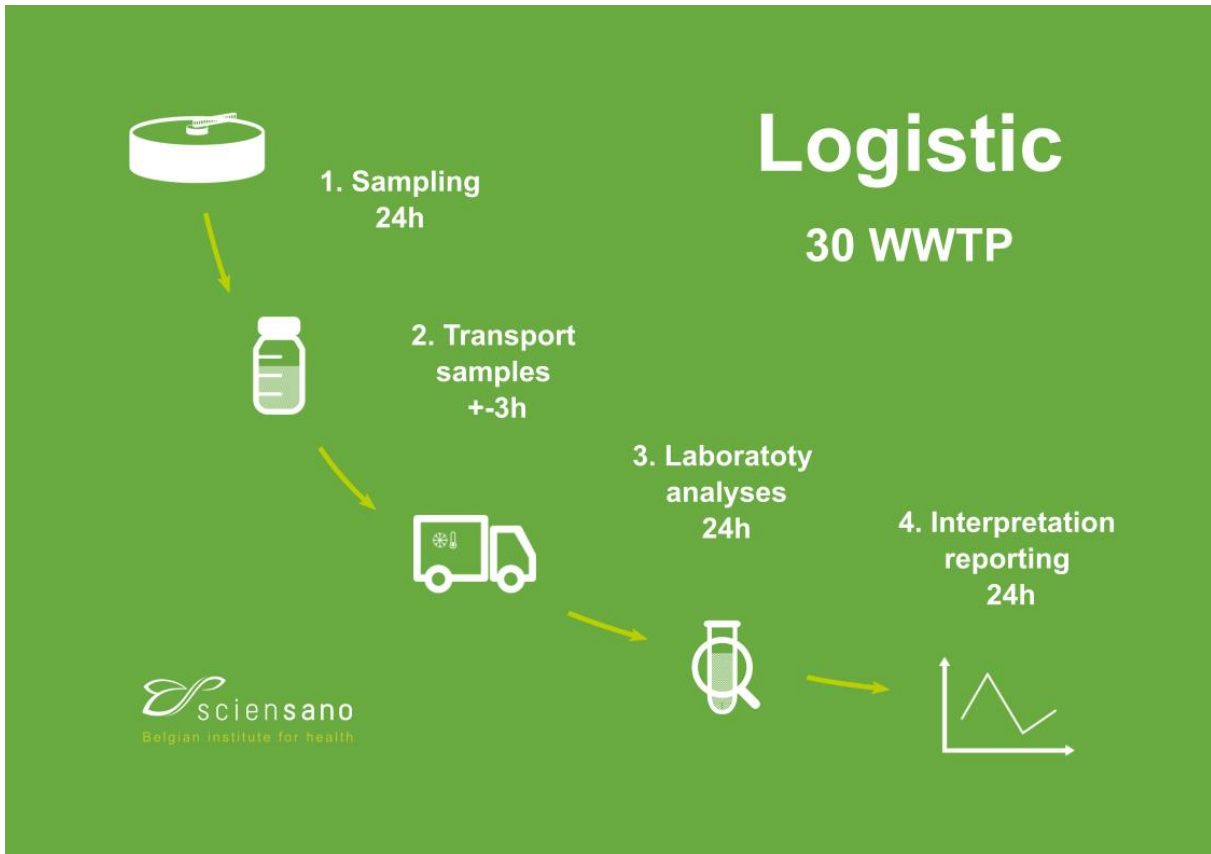 Logistic
30 WWTP
1. Sampling
24h
2. Transport
samples
+-3h
3. Laboratoty
analyses
24h
4. Interpretation
reporting
24h
sciensano
Belgian institute for health